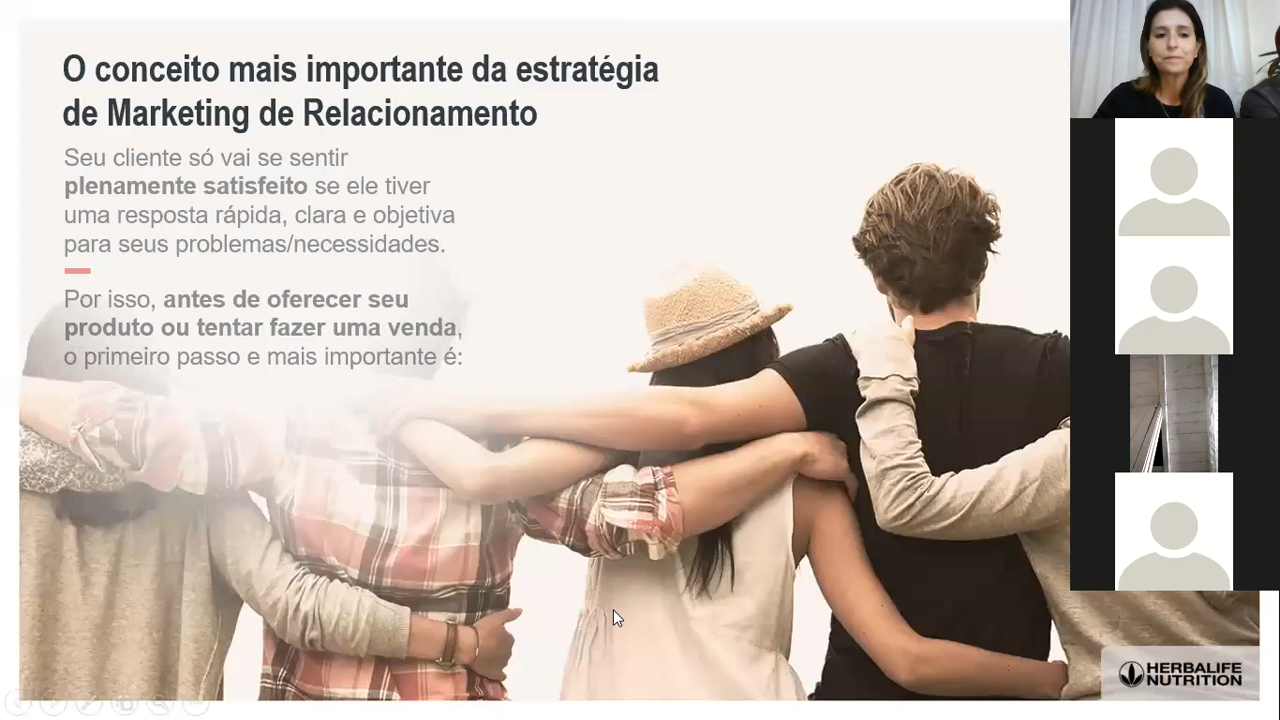 O conceito mais importante da estratégia
de Marketing de Relacionamento
Seu cliente só vai se sentir
plenamente satisfeito se ele tiver
uma resposta rápida, clara e objetiva
para seus problemas/necessidades.
Por isso, antes de oferecer seu
produto ou tentar fazer uma venda,
o primeiro passo e mais importante é:
HERBALIFE
NUTRITION